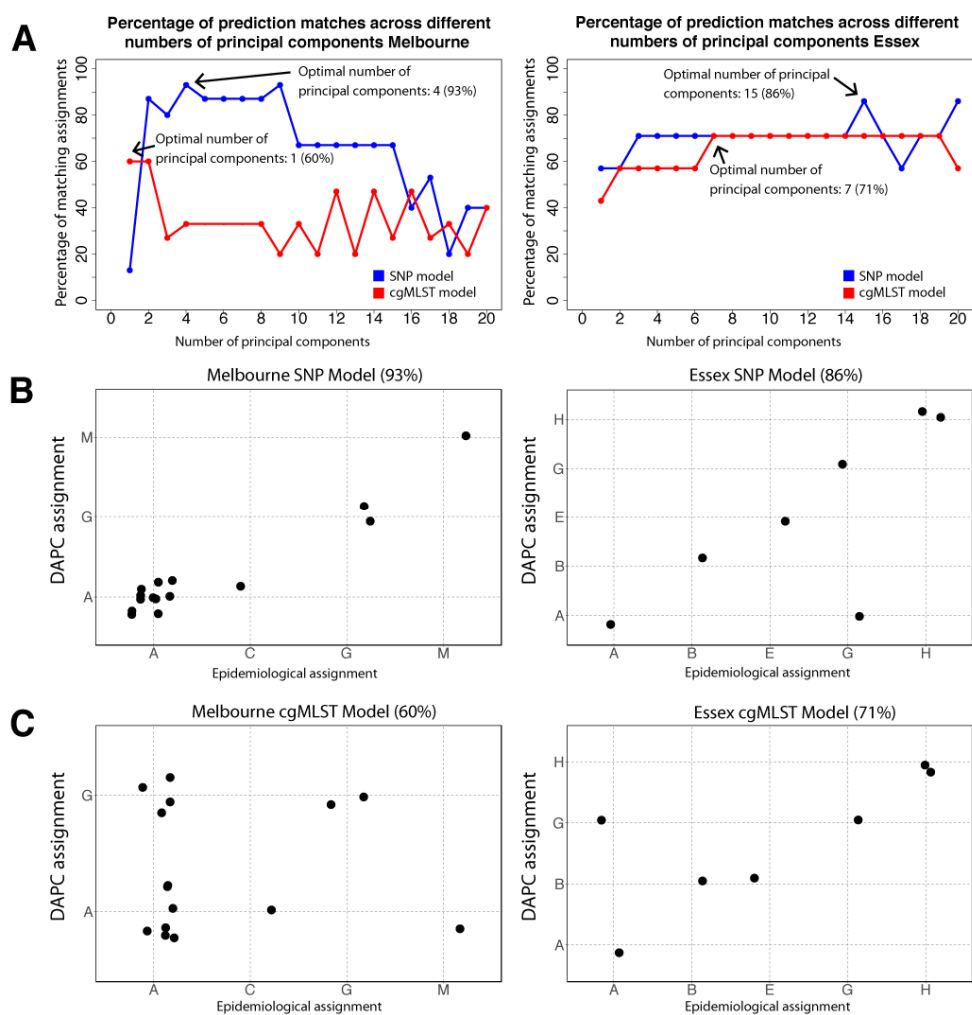 A
Percentage of prediction matches across different
numbers of principal components Melbourne
Percentage of matching assignments
100
80
60
40
20
0
Optimal number of
principal components: 4 (93%)
Optimal number of
principal components: 1 (60%)
SNP model
cgMLST model
0 2 4 6 8 10 12 14 16 18 20
Number of principal components
Percentage of prediction matches across different
numbers of principal components Essex
Percentage of matching assignments
100
80
60
40
20
0
Optimal number of principal
components: 15 (86%)
Optimal number of
principal components: 7 (71%)
SNP model
cgMLST model
0 2 4 6 8 10 12 14 16 18 20
Number of principal components
B
Melbourne SNP Model (93%)
DAPC assignment
M
G
A
A C G M
Epidemiological assignment
Essex SNP Model (86%)
DAPC assignment
H
G
E
B
A
A B E G H
Epidemiological assignment
C
Melbourne cgMLST Model (60%)
DAPC assignment
G
A
A C G M
Epidemiological assignment
Essex cgMLST Model (71%)
DAPC assignment
H
G
B
A
A B E G H
Epidemiological assignment